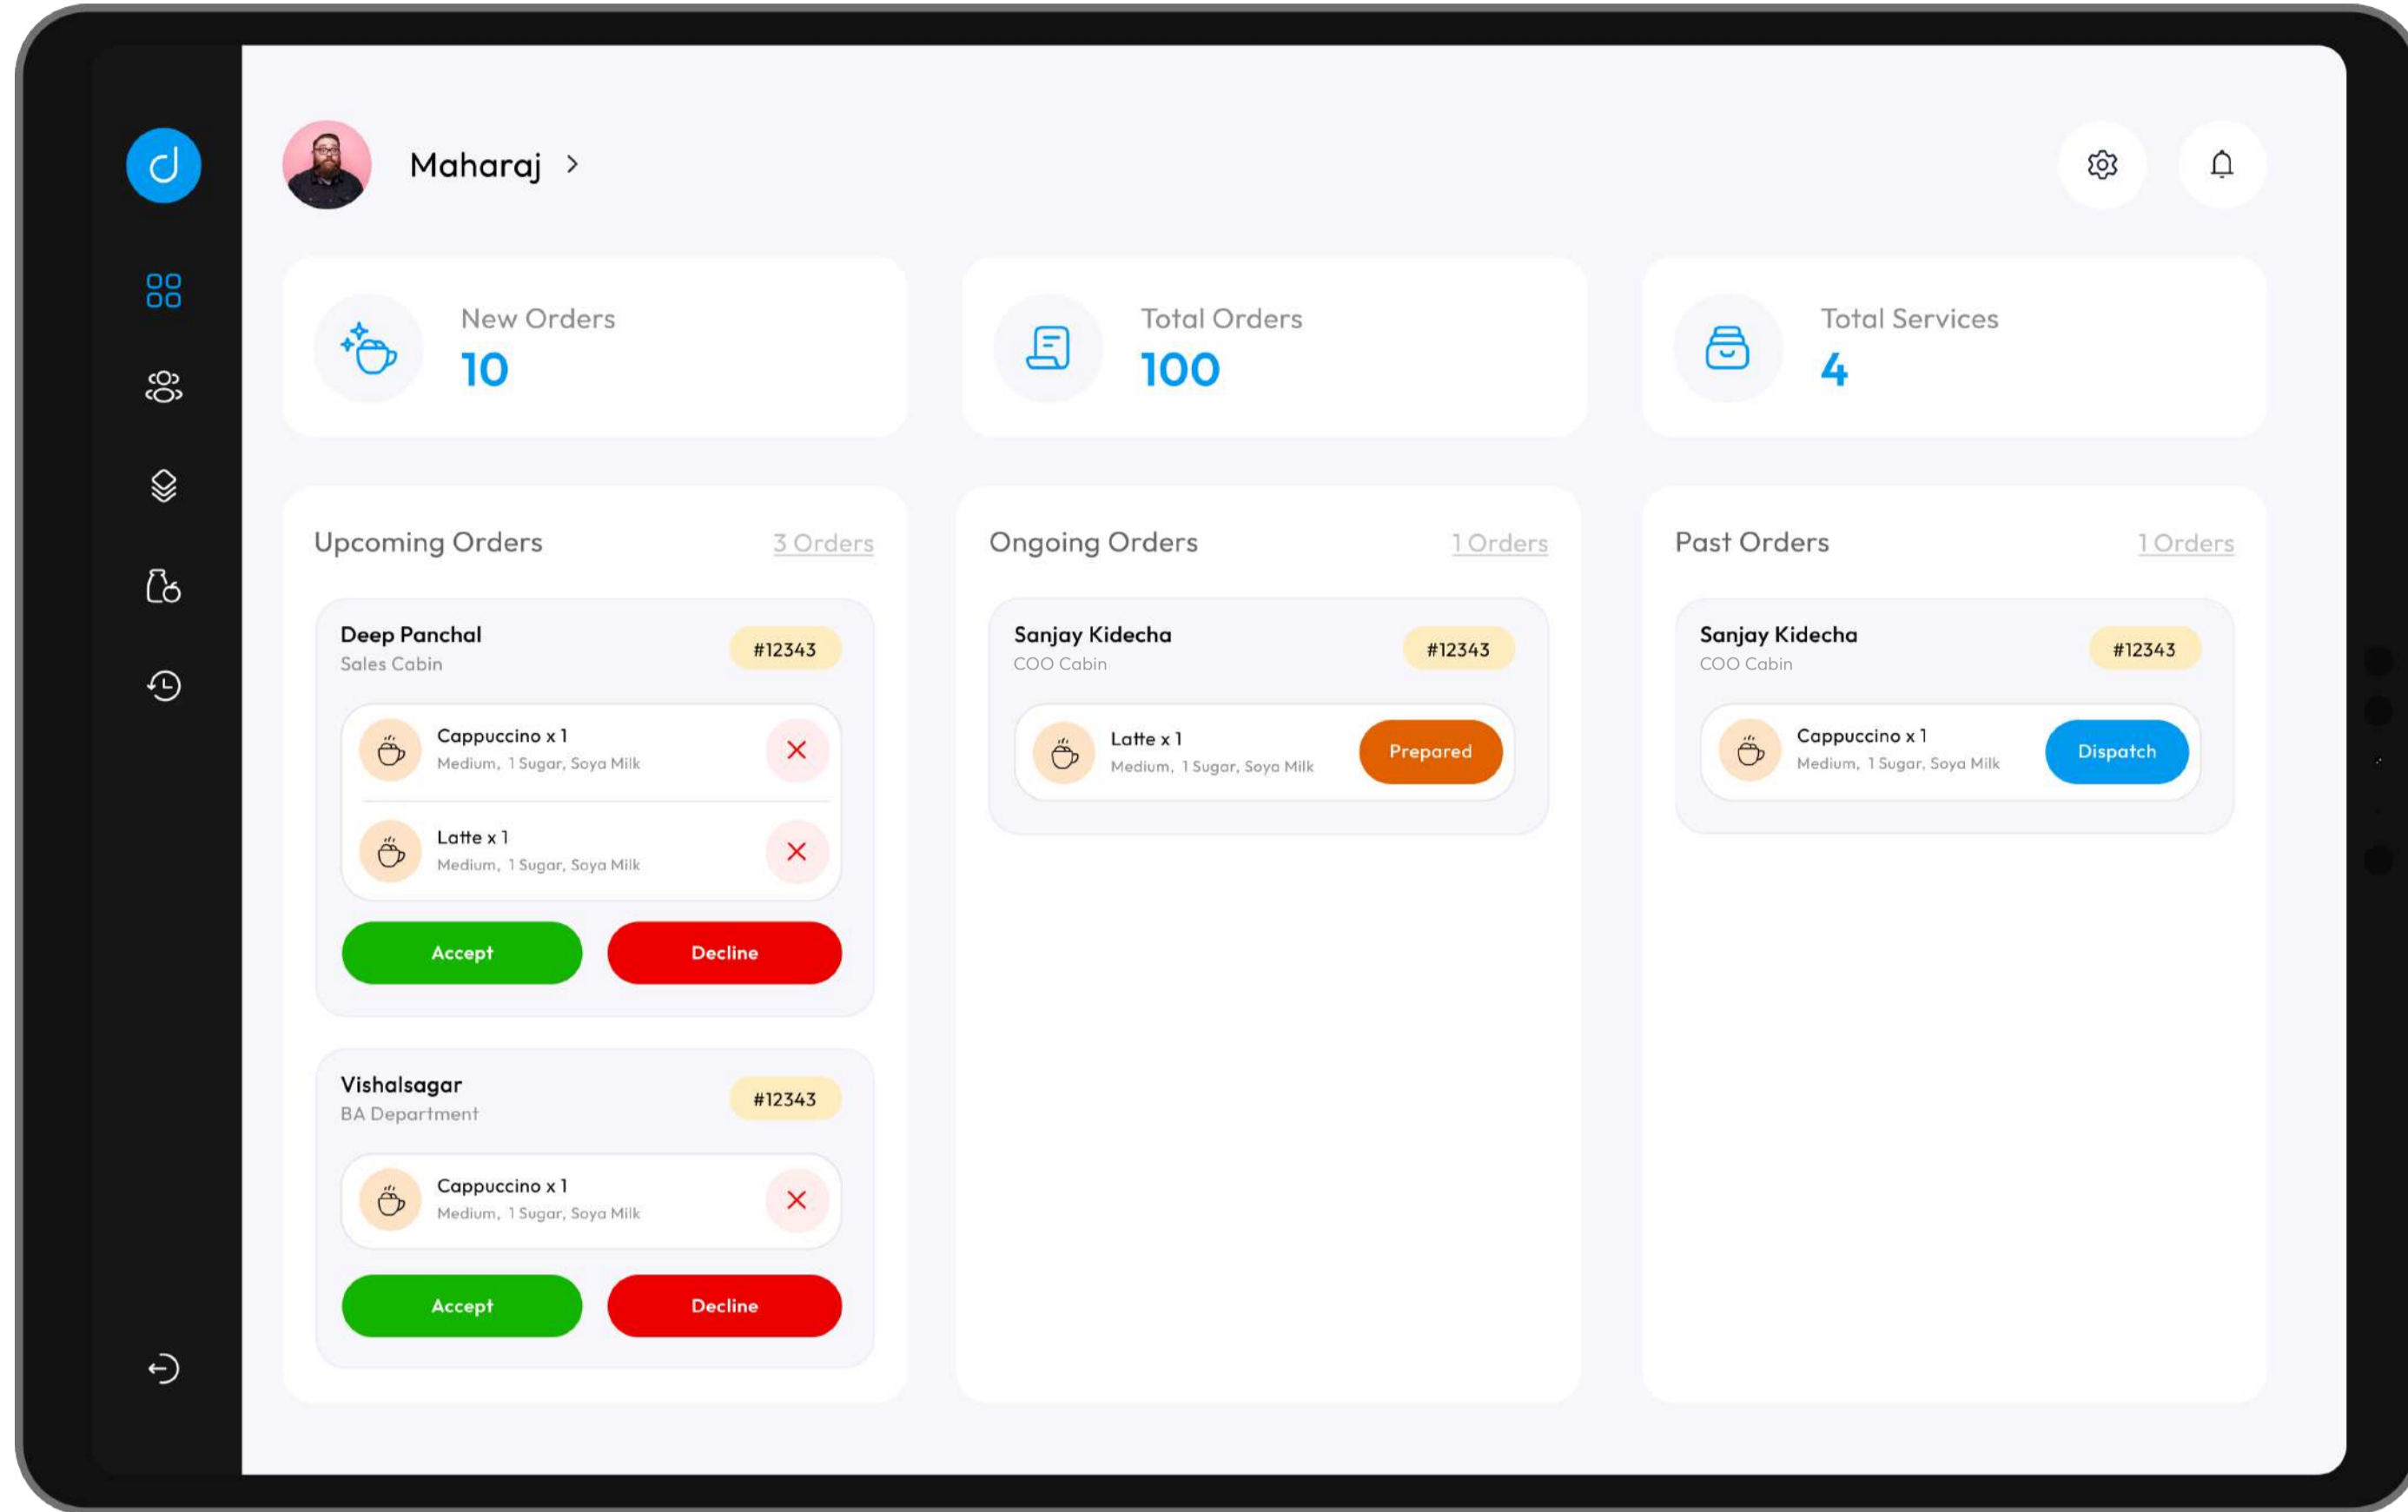 d
Maharaj
New Orders
10
Total Orders
100
Total Services
4
Upcoming Orders
3 Orders
Deep Panchal
Sales Cabin
#12343
Cappuccino x 1
Medium, 1 Sugar, Soya Milk
Latte x 1
Medium, 1 Sugar, Soya Milk
Accept
Decline
Vishalsagar
BA Department
#12343
Cappuccino x 1
Medium, 1 Sugar, Soya Milk
Accept
Decline
Ongoing Orders
1 Orders
Sanjay Kidecha
COO Cabin
#12343
Latte x 1
Medium, 1 Sugar, Soya Milk
Prepared
Past Orders
1 Orders
Sanjay Kidecha
COO Cabin
#12343
Cappuccino x 1
Medium, 1 Sugar, Soya Milk
Dispatch